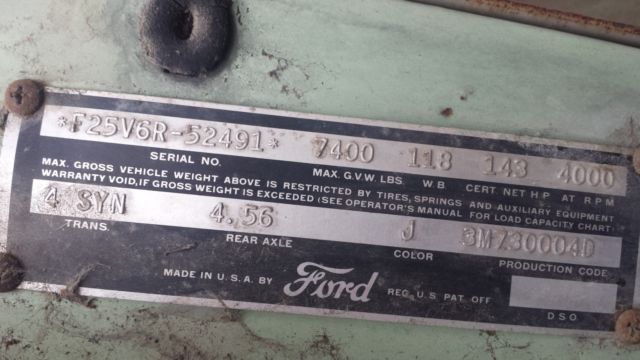 *F25V6R-52491* 7400 118 143 4000
SERIAL NO. MAX. G.V.W. LBS. W.B. CERT NET H.P. AT R P M
MAX. GROSS VEHICLE WEIGHT ABOVE IS RESTRICTED BY TIRES, SPRINGS AND AUXILIARY EQUIPMENT
WARRANTY VOID, IF GROSS WEIGHT IS EXCEEDED (SEE OPERATOR'S MANUAL FOR LOAD CAPACITY CHART)
4 SYN 4.56 J 3M730004D
TRANS. REAR AXLE COLOR PRODUCTION CODE
MADE IN U.S.A. BY Ford REG. U.S. PAT. OFF.
D S O